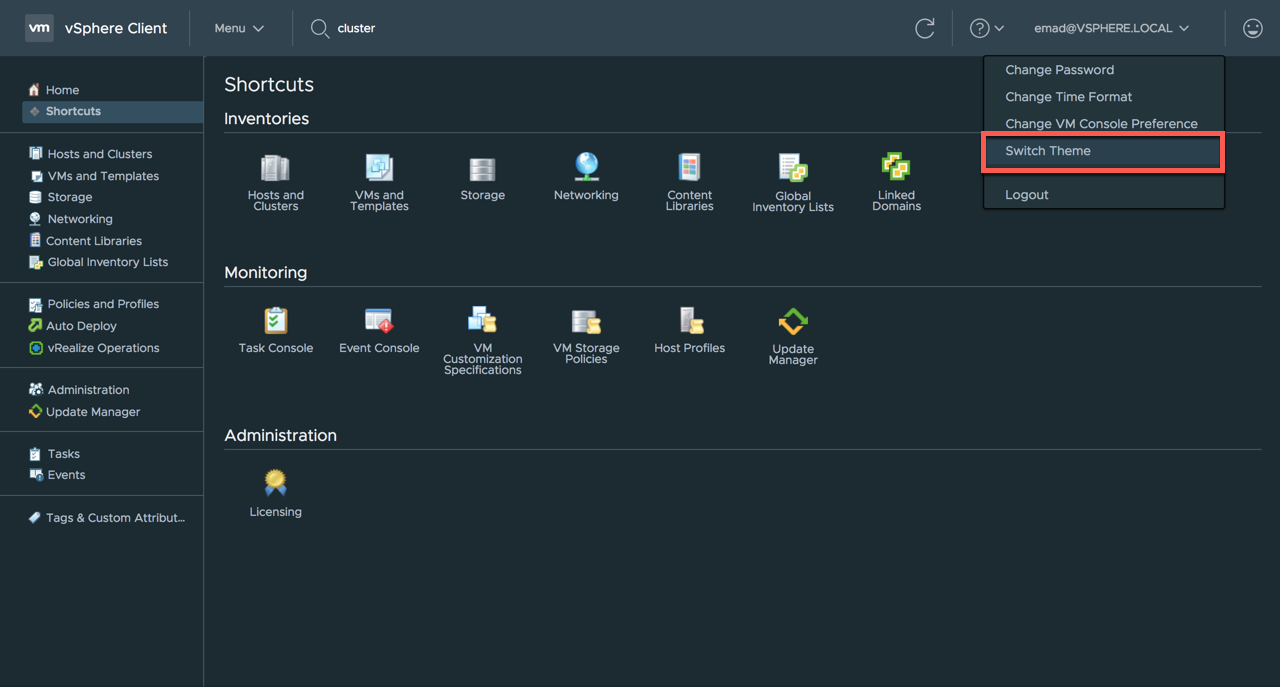 vm vSphere Client Menu cluster emad@VSPHERE.LOCAL
Change Password
Change Time Format
Change VM Console Preference
Switch Theme
Logout
Home
Shortcuts
Hosts and Clusters
VMs and Templates
Storage
Networking
Content Libraries
Global Inventory Lists
Policies and Profiles
Auto Deploy
vRealize Operations
Administration
Update Manager
Tasks
Events
Tags & Custom Attribut...
Shortcuts
Inventories
Hosts and
Clusters
VMs and
Templates
Storage
Networking
Content
Libraries
Global
Inventory Lists
Linked
Domains
Monitoring
Task Console
Event Console
VM
Customization
Specifications
VM Storage
Policies
Host Profiles
Update
Manager
Administration
Licensing